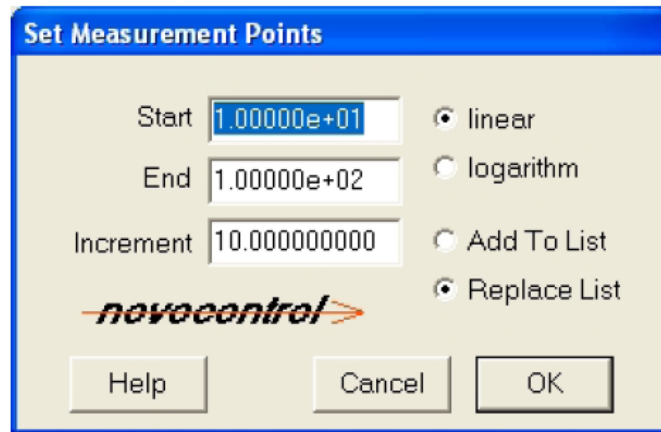 Set Measurement Points
Start 1.00000e+01 linear
End 1.00000e+02 logarithm
Increment 10.000000000 Add To List
novocontrol Replace List
Help Cancel OK